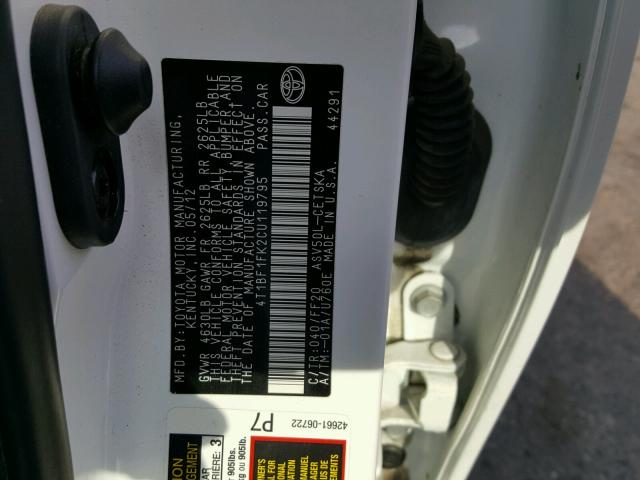 MFD.BY:TOYOTA MOTOR MANUFACTURING,
KENTUCKY, INC. 05/12
GVWR 4630LB GAWR FR 2625LB RR 2625LB
THIS VEHICLE CONFORMS TO ALL APPLICABLE
FEDERAL MOTOR VEHICLE SAFETY, BUMPER, AND
THEFT PREVENTION STANDARDS IN EFFECT ON
THE DATE OF MANUFACTURE SHOWN ABOVE.
4T1BF1FK2CU119795 PASS.CAR
C/TR:040/FF20 ASV50L-CETSKA
A/TM:-01A/U760E MADE IN U.S.A. 44291
42661-06722
P7